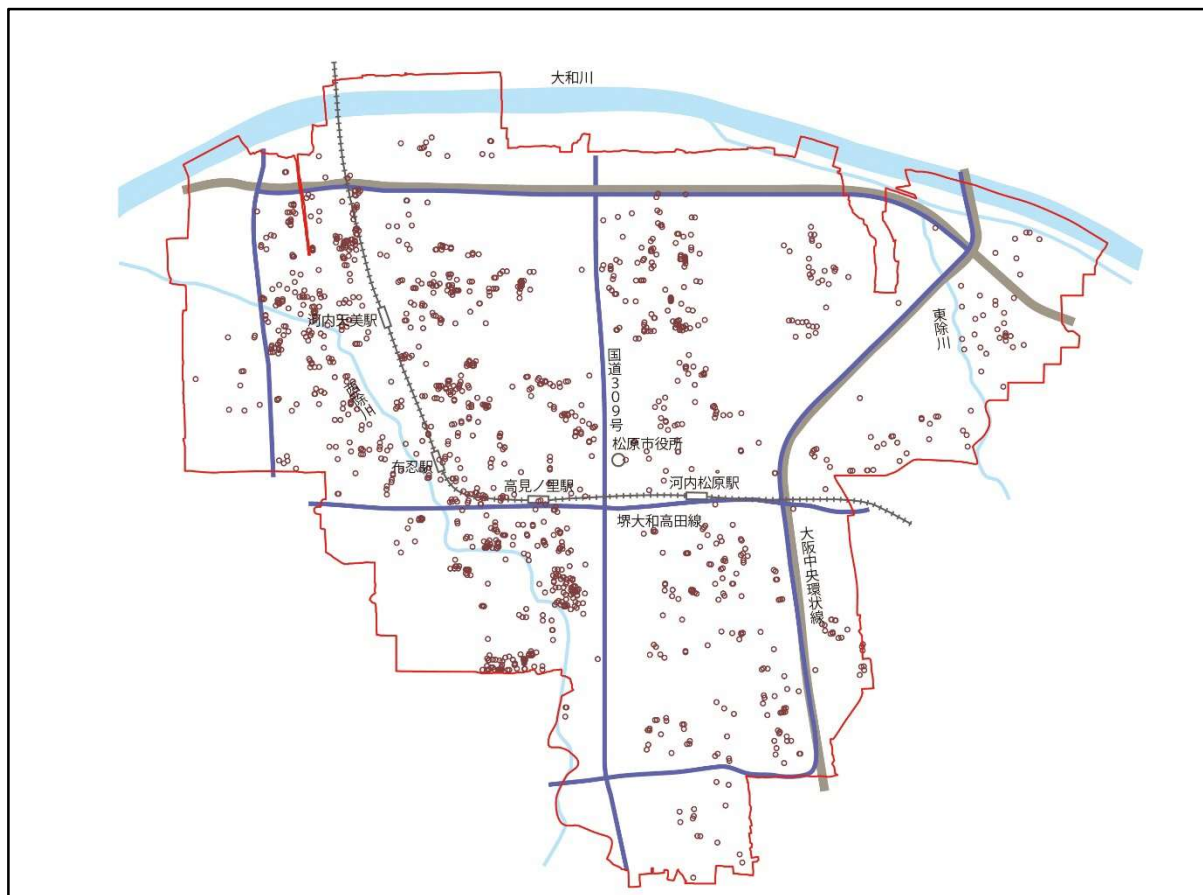 大和川
河内天美駅
東除川
西除川
国道309号
松原市役所
布忍駅
高見ノ里駅
河内松原駅
堺大和高田線
大阪中央環状線